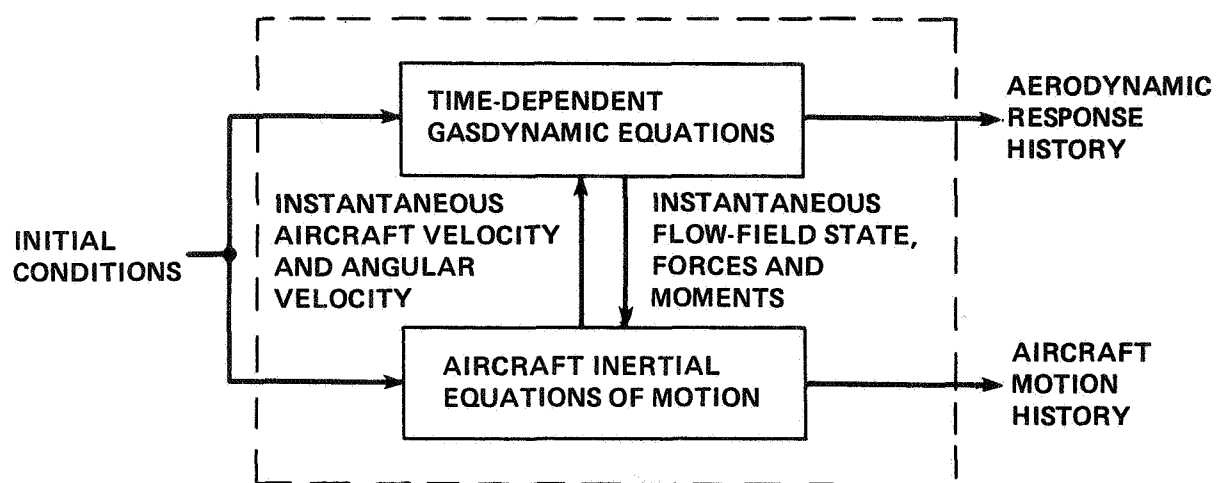 TIME-DEPENDENT
GASDYNAMIC EQUATIONS
AERODYNAMIC
RESPONSE
HISTORY
INITIAL
CONDITIONS
INSTANTANEOUS
AIRCRAFT VELOCITY
AND ANGULAR
VELOCITY
INSTANTANEOUS
FLOW-FIELD STATE,
FORCES AND
MOMENTS
AIRCRAFT INERTIAL
EQUATIONS OF MOTION
AIRCRAFT
MOTION
HISTORY